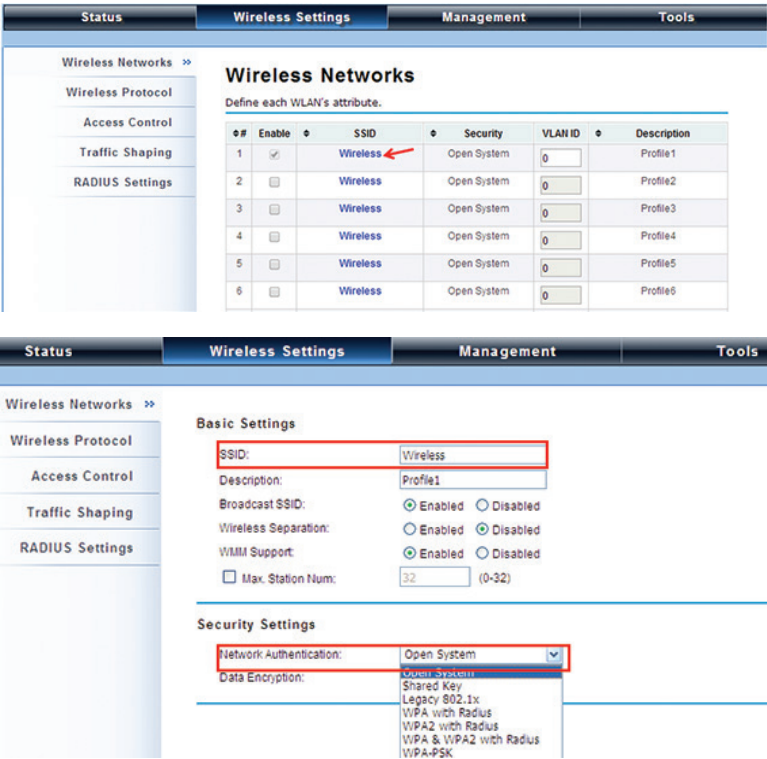 Status Wireless Settings Management Tools
Wireless Networks »
Wireless Protocol
Access Control
Traffic Shaping
RADIUS Settings
Wireless Networks
Define each WLAN's attribute.
# Enable SSID Security VLAN ID Description
1 Wireless Open System 0 Profile1
2 Wireless Open System 0 Profile2
3 Wireless Open System 0 Profile3
4 Wireless Open System 0 Profile4
5 Wireless Open System 0 Profile5
6 Wireless Open System 0 Profile6
Status Wireless Settings Management Tools
Wireless Networks »
Wireless Protocol
Access Control
Traffic Shaping
RADIUS Settings
Basic Settings
SSID: Wireless
Description: Profile1
Broadcast SSID: Enabled Disabled
Wireless Separation: Enabled Disabled
WMM Support: Enabled Disabled
Max. Station Num: 32 (0-32)
Security Settings
Network Authentication: Open System
Data Encryption: Open System
Shared Key
Legacy 802.1x
WPA with Radius
WPA2 with Radius
WPA & WPA2 with Radius
WPA-PSK